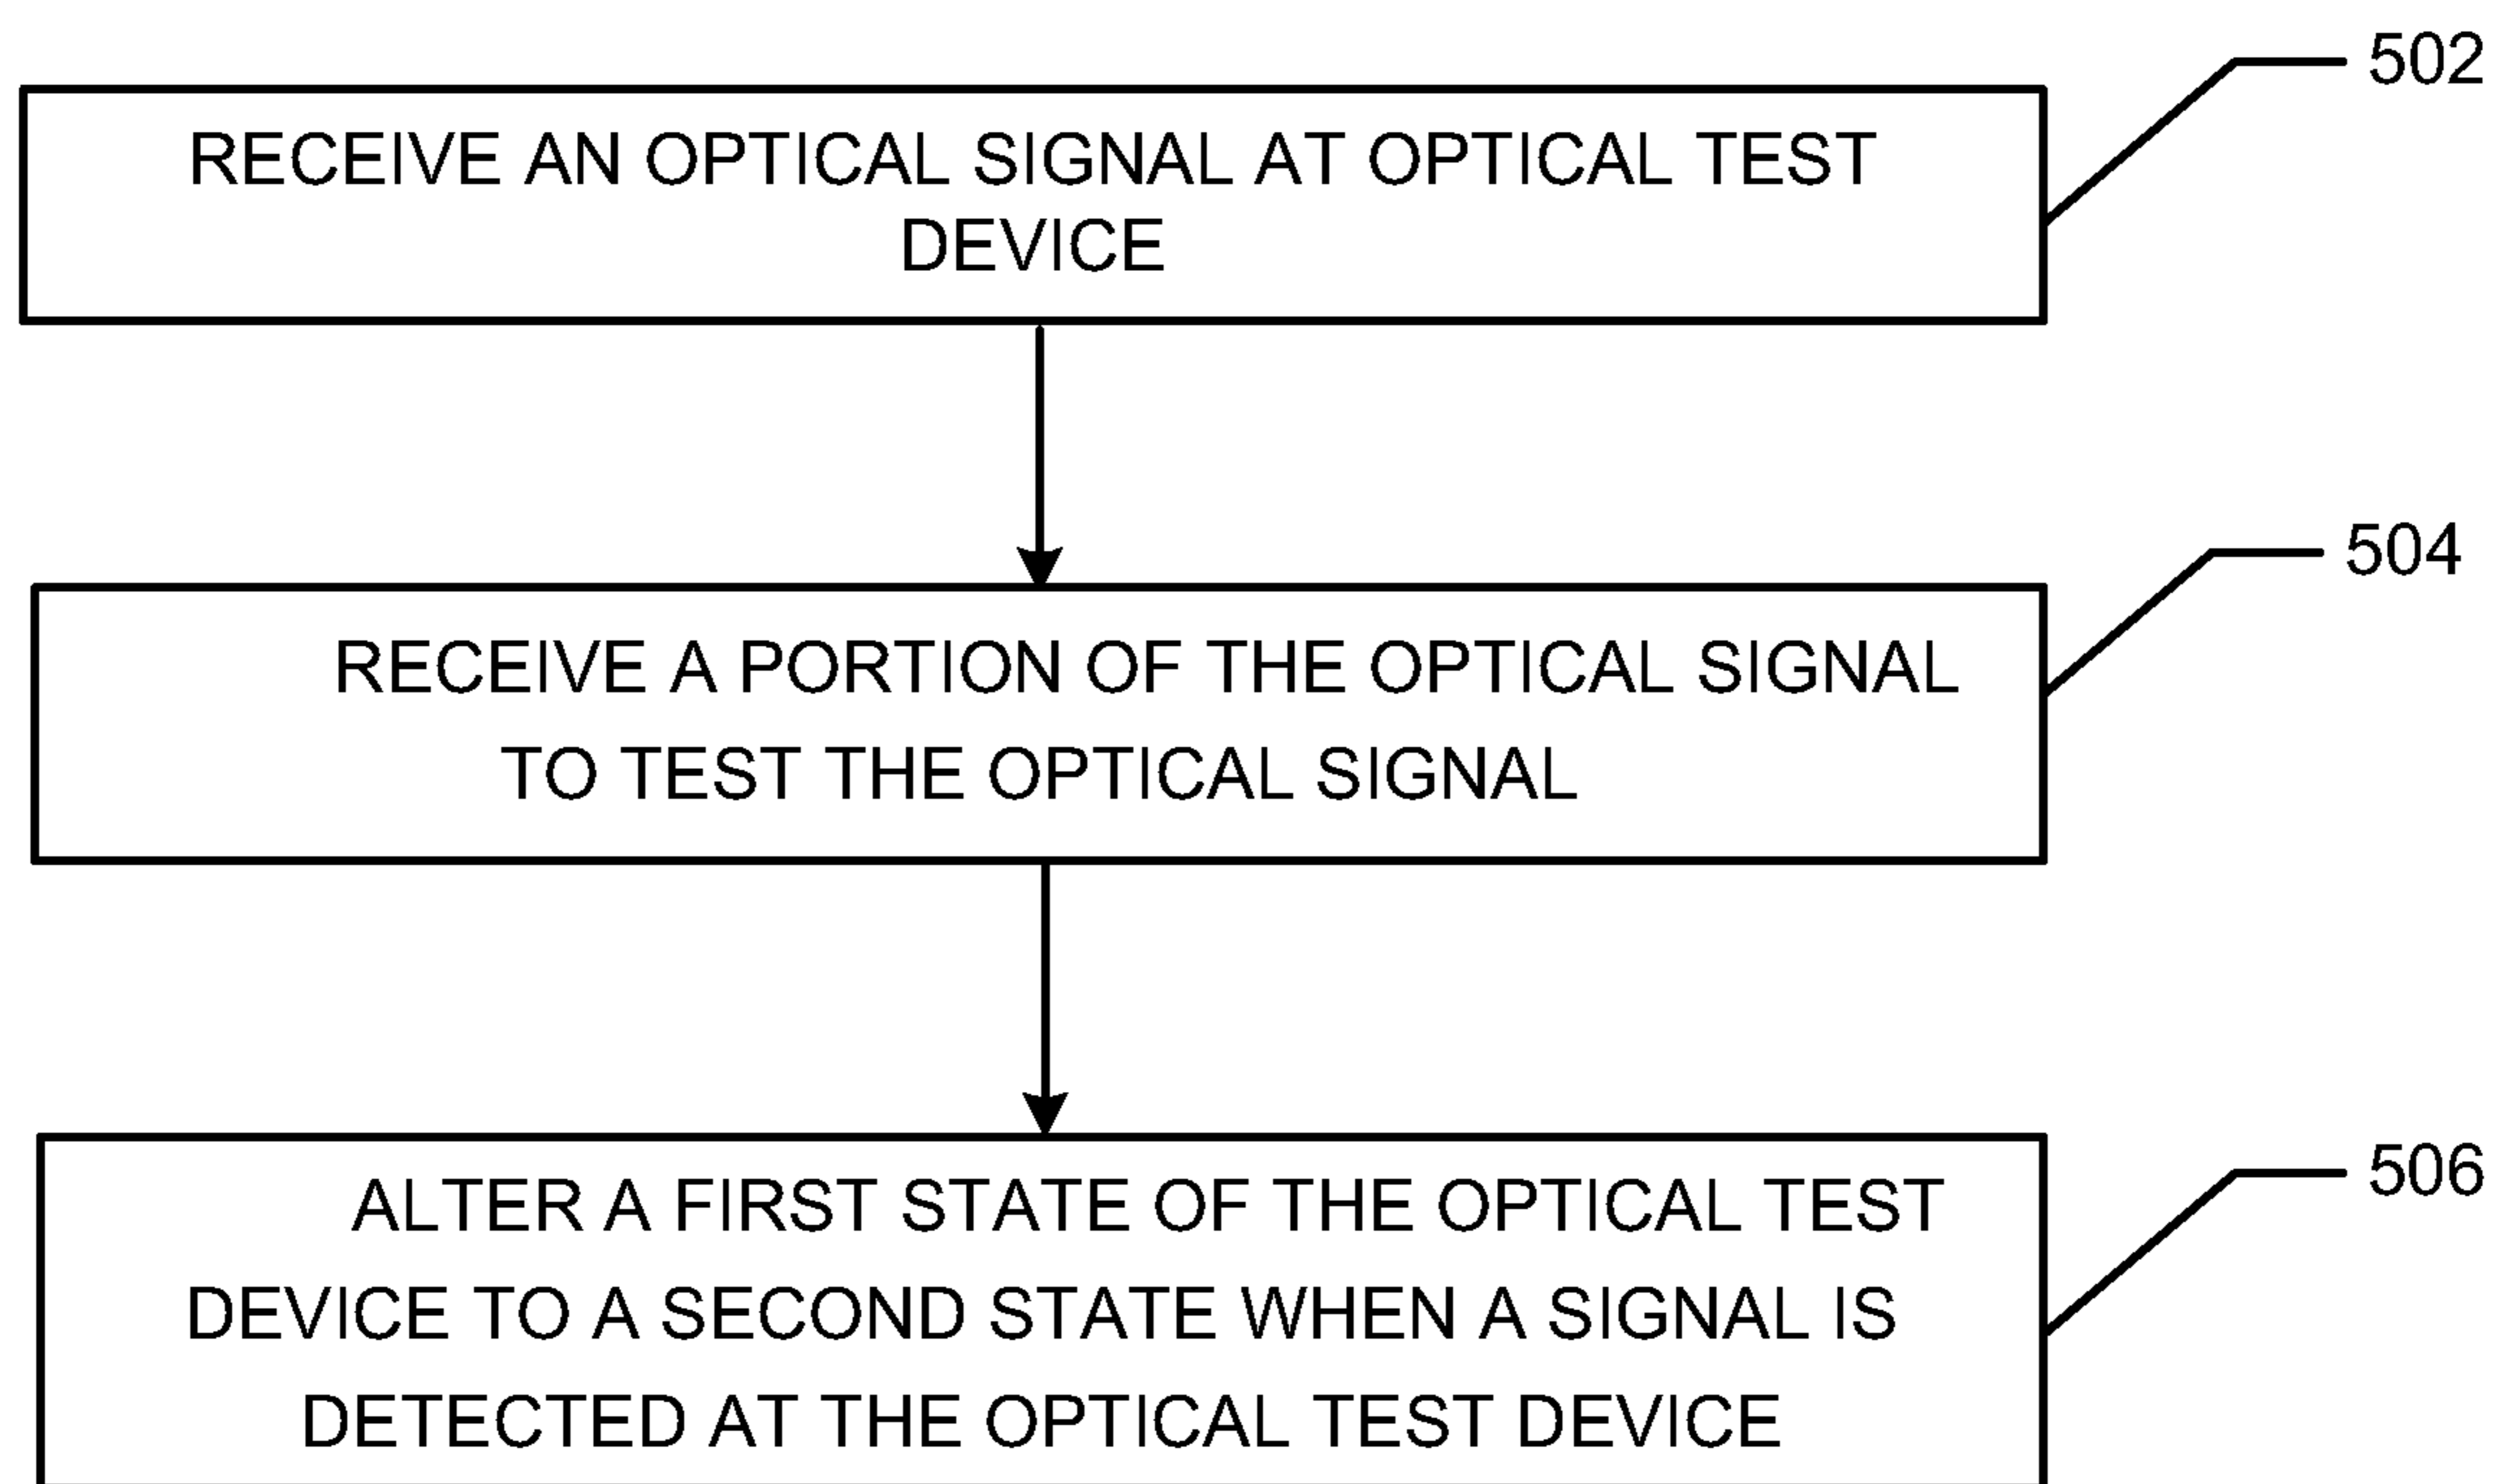 502
RECEIVE AN OPTICAL SIGNAL AT OPTICAL TEST
DEVICE
504
RECEIVE A PORTION OF THE OPTICAL SIGNAL
TO TEST THE OPTICAL SIGNAL
506
ALTER A FIRST STATE OF THE OPTICAL TEST
DEVICE TO A SECOND STATE WHEN A SIGNAL IS
DETECTED AT THE OPTICAL TEST DEVICE